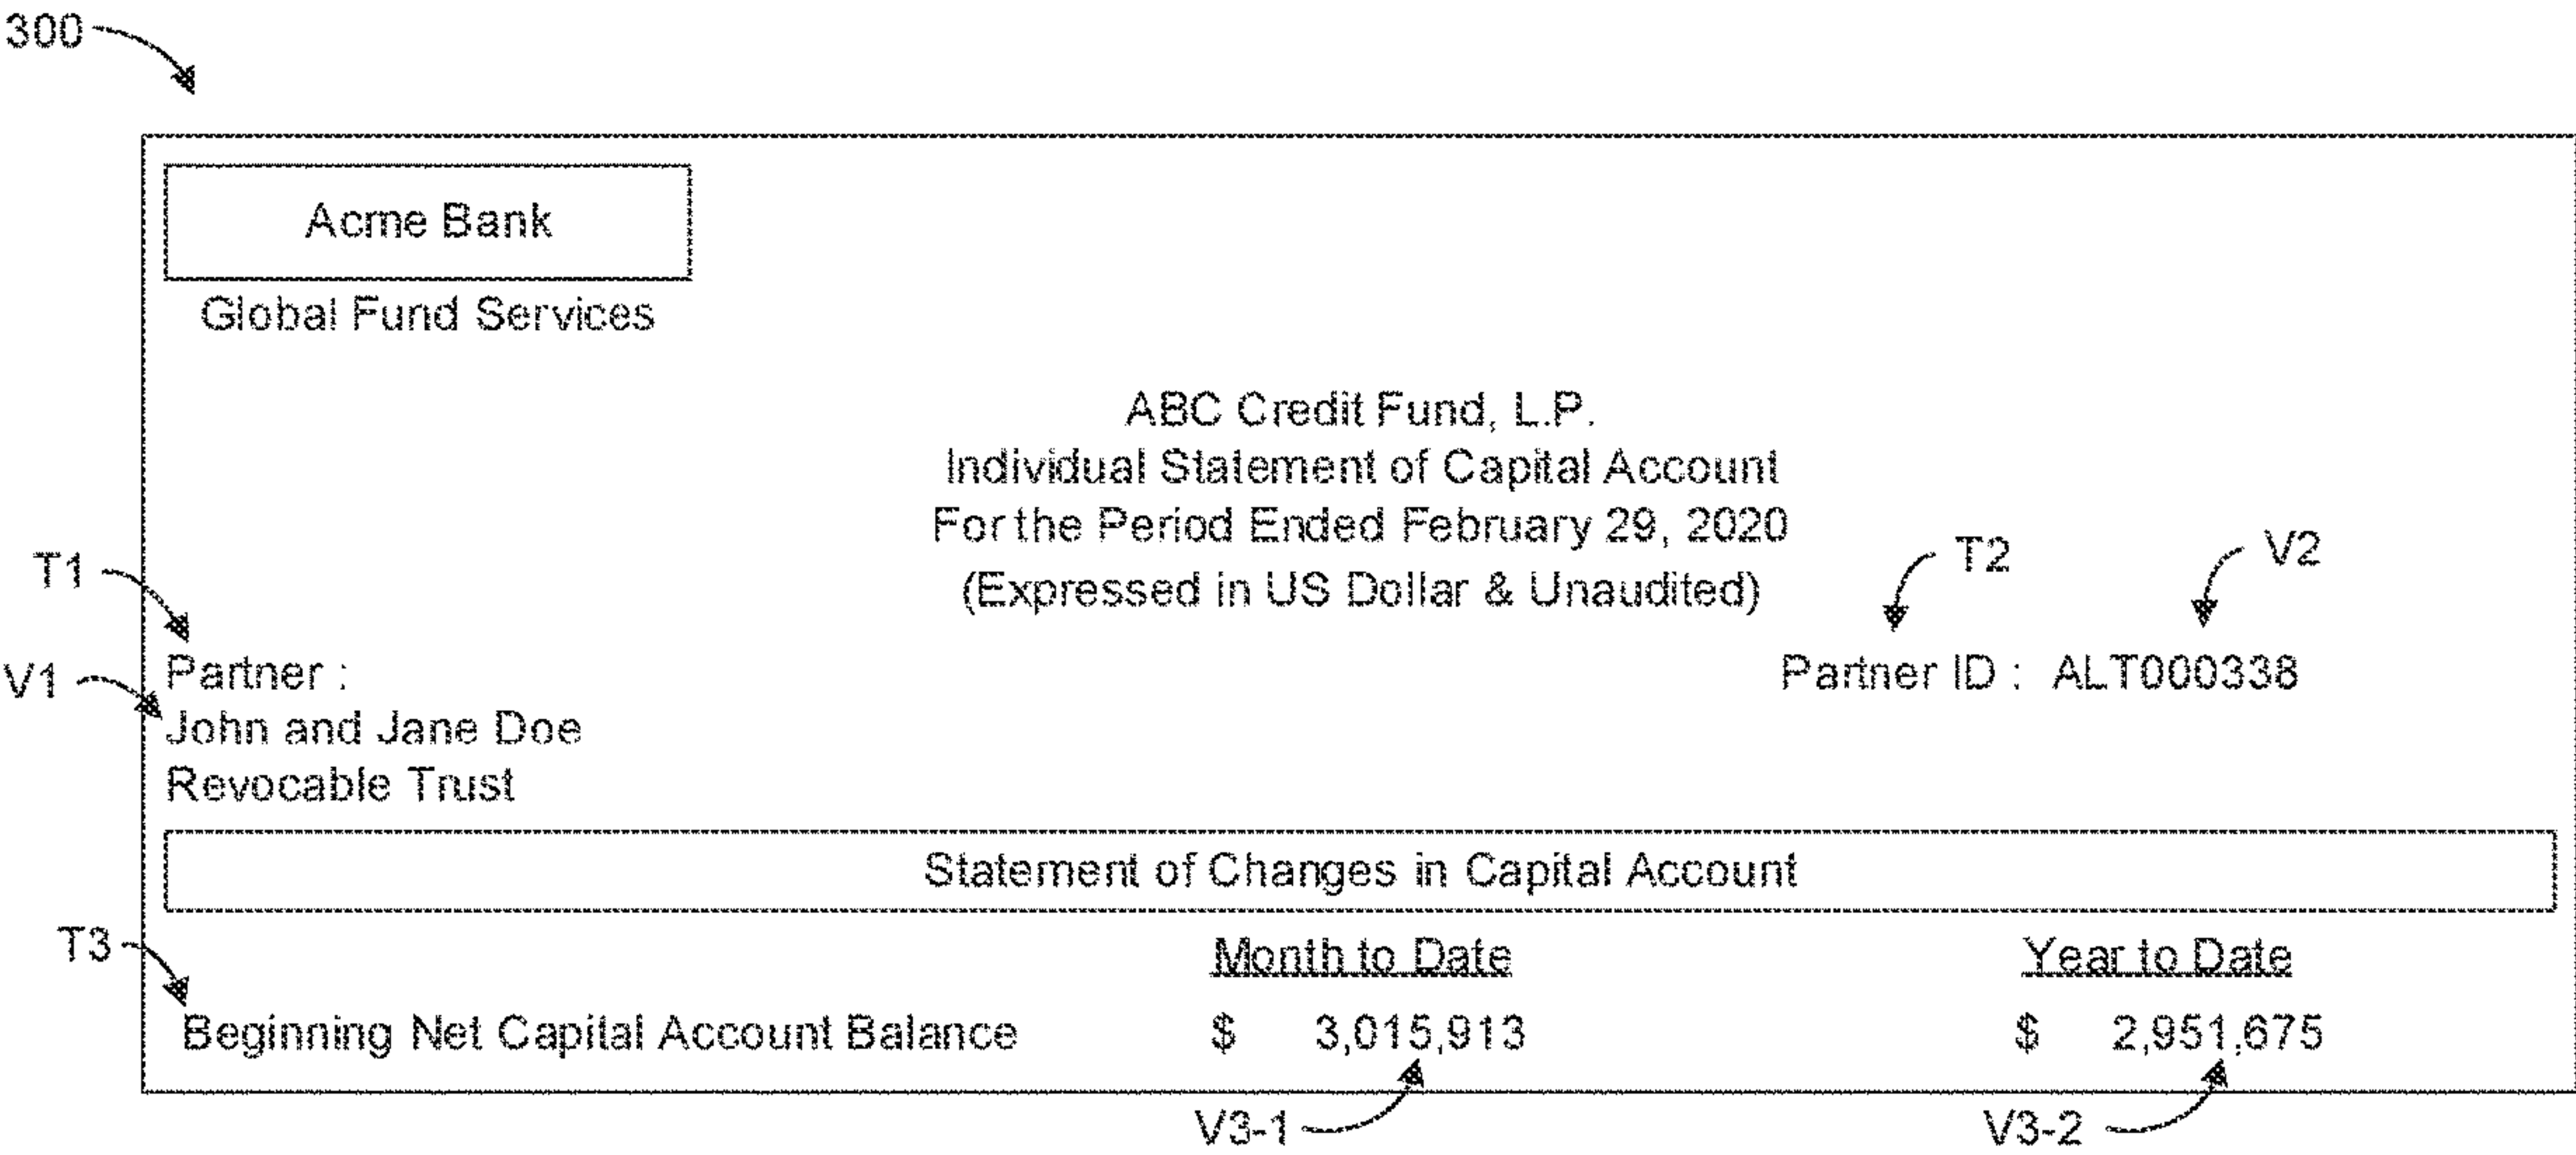 300
Acme Bank
Global Fund Services
ABC Credit Fund, L.P.
Individual Statement of Capital Account
For the Period Ended February 29, 2020
(Expressed in US Dollar & Unaudited)
T1
T2
V2
V1
Partner :
Partner ID : ALT000338
John and Jane Doe
Revocable Trust
Statement of Changes in Capital Account
T3
Month to Date
Year to Date
Beginning Net Capital Account Balance $ 3,015,913 $ 2,951,675
V3-1
V3-2